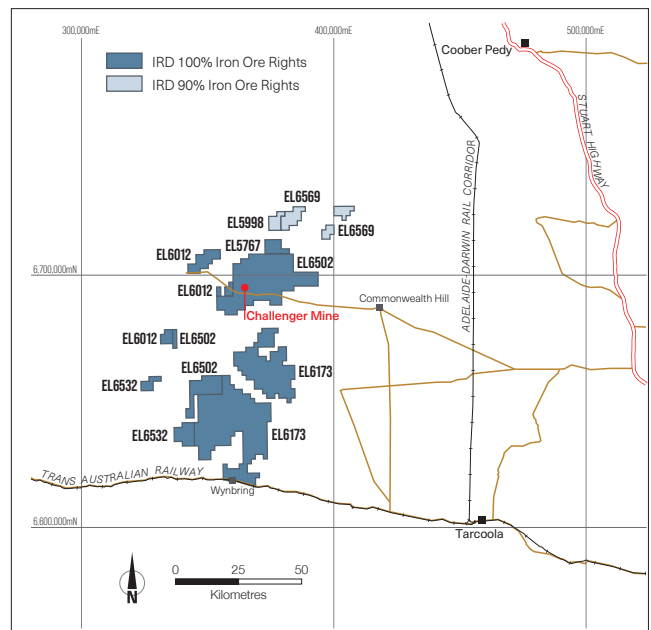 300,000mE
400,000mE
500,000mE
IRD 100% Iron Ore Rights
IRD 90% Iron Ore Rights
Coober Pedy
STUART HIGHWAY
ADELAIDE-DARWIN RAIL CORRIDOR
EL6569
EL5998
EL6569
EL5767
EL6012
EL6502
6,700,000mN
EL6012
Commonwealth Hill
Challenger Mine
EL6012
EL6502
EL6502
EL6173
EL6532
EL6532
EL6173
TRANS AUSTRALIAN RAILWAY
Wynbring
6,600,000mN
Tarcoola
0
25
50
Kilometres
N